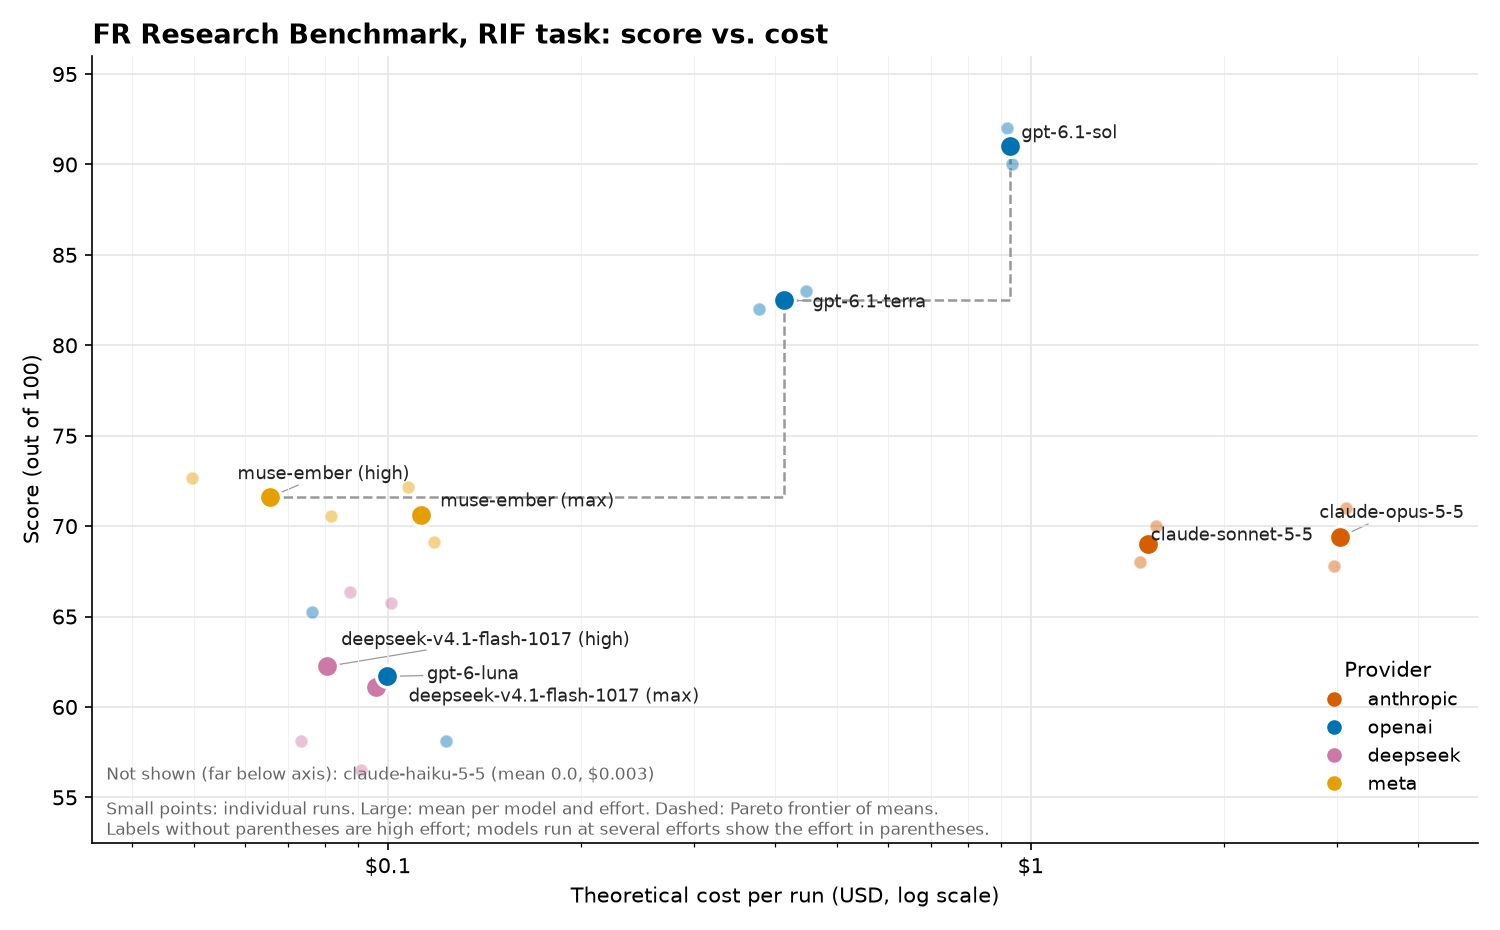 FR Research Benchmark, RIF task: score vs. cost
95
90
85
80
75
70
65
60
55
Score (out of 100)
gpt-6.1-sol
gpt-6.1-terra
muse-ember (high)
muse-ember (max)
claude-opus-5-5
claude-sonnet-5-5
deepseek-v4.1-flash-1017 (high)
gpt-6-luna
deepseek-v4.1-flash-1017 (max)
Provider
anthropic
openai
deepseek
meta
Not shown (far below axis): claude-haiku-5-5 (mean 0.0, $0.003)
Small points: individual runs. Large: mean per model and effort. Dashed: Pareto frontier of means.
Labels without parentheses are high effort; models run at several efforts show the effort in parentheses.
$0.1
$1
Theoretical cost per run (USD, log scale)